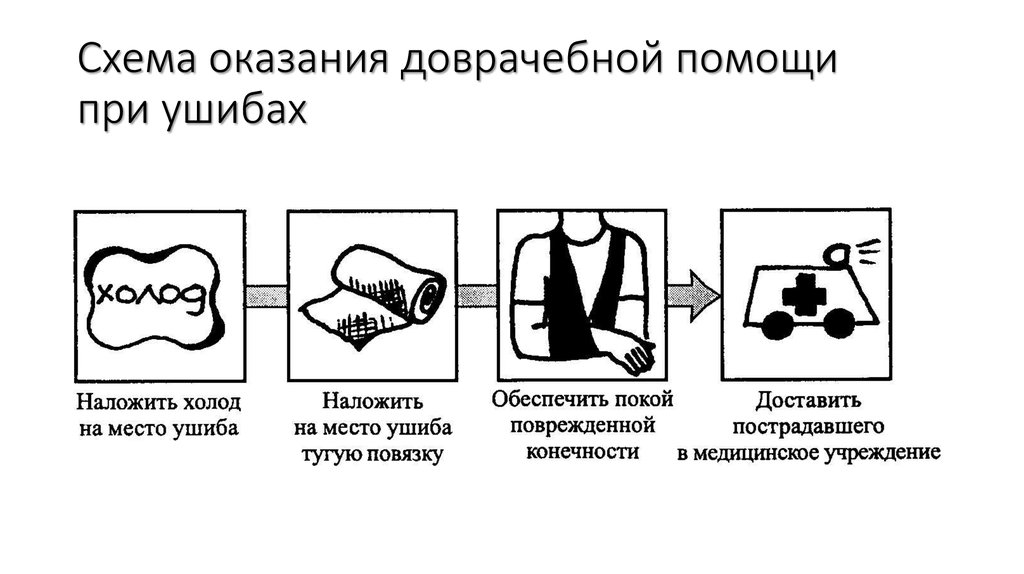 Схема оказания доврачебной помощи
при ушибах
холод
Наложить холод
на место ушиба
Наложить
на место ушиба
тугую повязку
Обеспечить покой
поврежденной
конечности
Доставить
пострадавшего
в медицинское учреждение